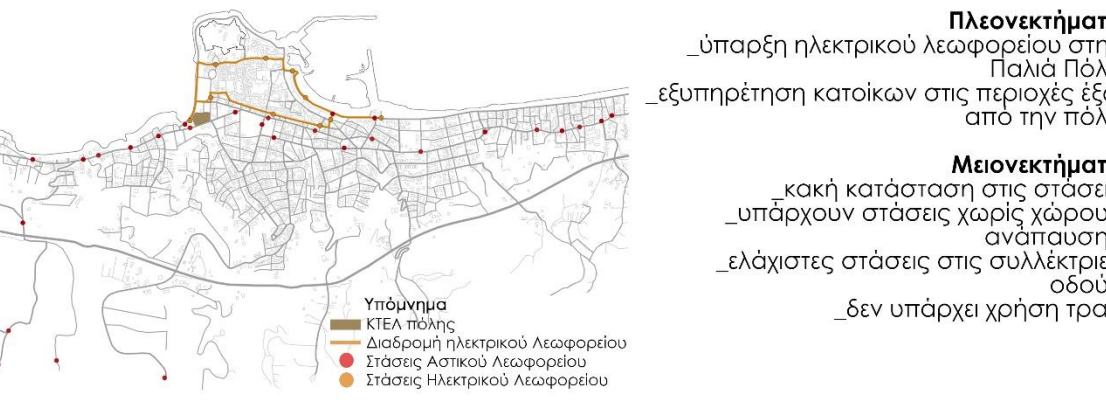 Πλεονεκτήματ
_ύπαρξη ηλεκτρικού λεωφορείου στη
Παλιά Πόλ
_εξυπηρέτηση κατοίκων στις περιοχές έξ
από την πόλ
Μειονεκτήματ
_κακή κατάσταση στις στάσε
_υπάρχουν στάσεις χωρίς χώρου
ανάπαυση
_ελάχιστες στάσεις στις συλλέκτριε
οδού
_δεν υπάρχει χρήση τρα
Υπόμνημα
ΚΤΕΛ πόλης
Διαδρομή ηλεκτρικού Λεωφορείου
Στάσεις Αστικού Λεωφορείου
Στάσεις Ηλεκτρικού Λεωφορείου